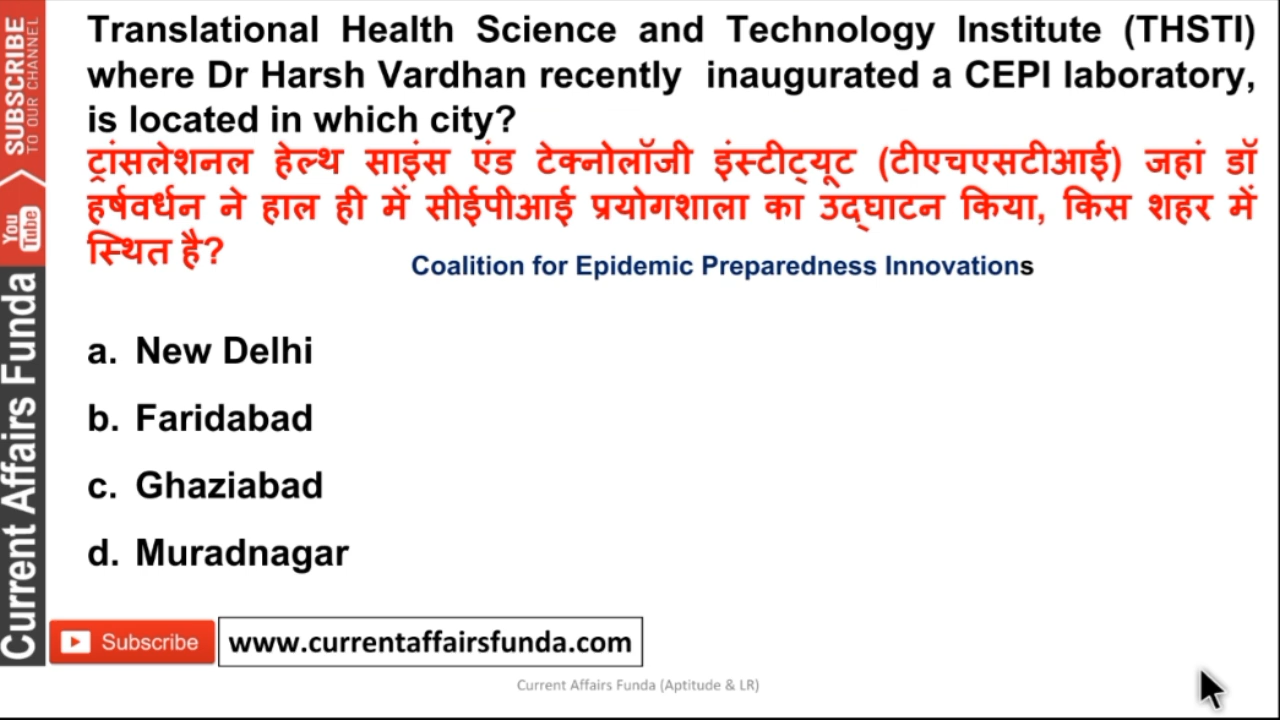 Translational Health Science and Technology Institute (THSTI)
where Dr Harsh Vardhan recently inaugurated a CEPI laboratory,
is located in which city?
ट्रांसलेशनल हेल्थ साइंस एंड टेक्नोलॉजी इंस्टीट्यूट (टीएचएसटीआई) जहां डॉ
हर्षवर्धन ने हाल ही में सीईपीआई प्रयोगशाला का उद्घाटन किया, किस शहर में
स्थित है?
Coalition for Epidemic Preparedness Innovations
a. New Delhi
b. Faridabad
c. Ghaziabad
d. Muradnagar
Subscribe
www.currentaffairsfunda.com
Current Affairs Funda (Aptitude & LR)
SUBSCRIBE
TO OUR CHANNEL
You
Tube
Current Affairs Funda